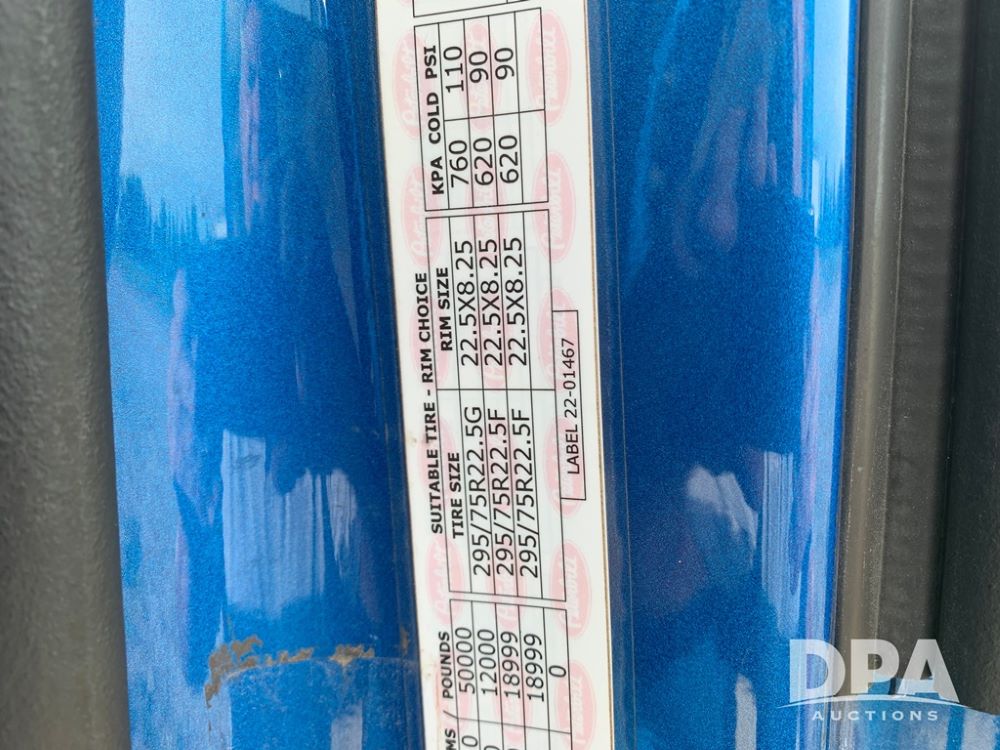 SUITABLE TIRE - RIM CHOICE
MS / POUNDS TIRE SIZE RIM SIZE KPA COLD PSI
50000
12000 295/75R22.5G 22.5X8.25 760 110
18999 295/75R22.5F 22.5X8.25 620 90
18999 295/75R22.5F 22.5X8.25 620 90
0
LABEL 22-01467
Peterbilt
DPA
AUCTIONS